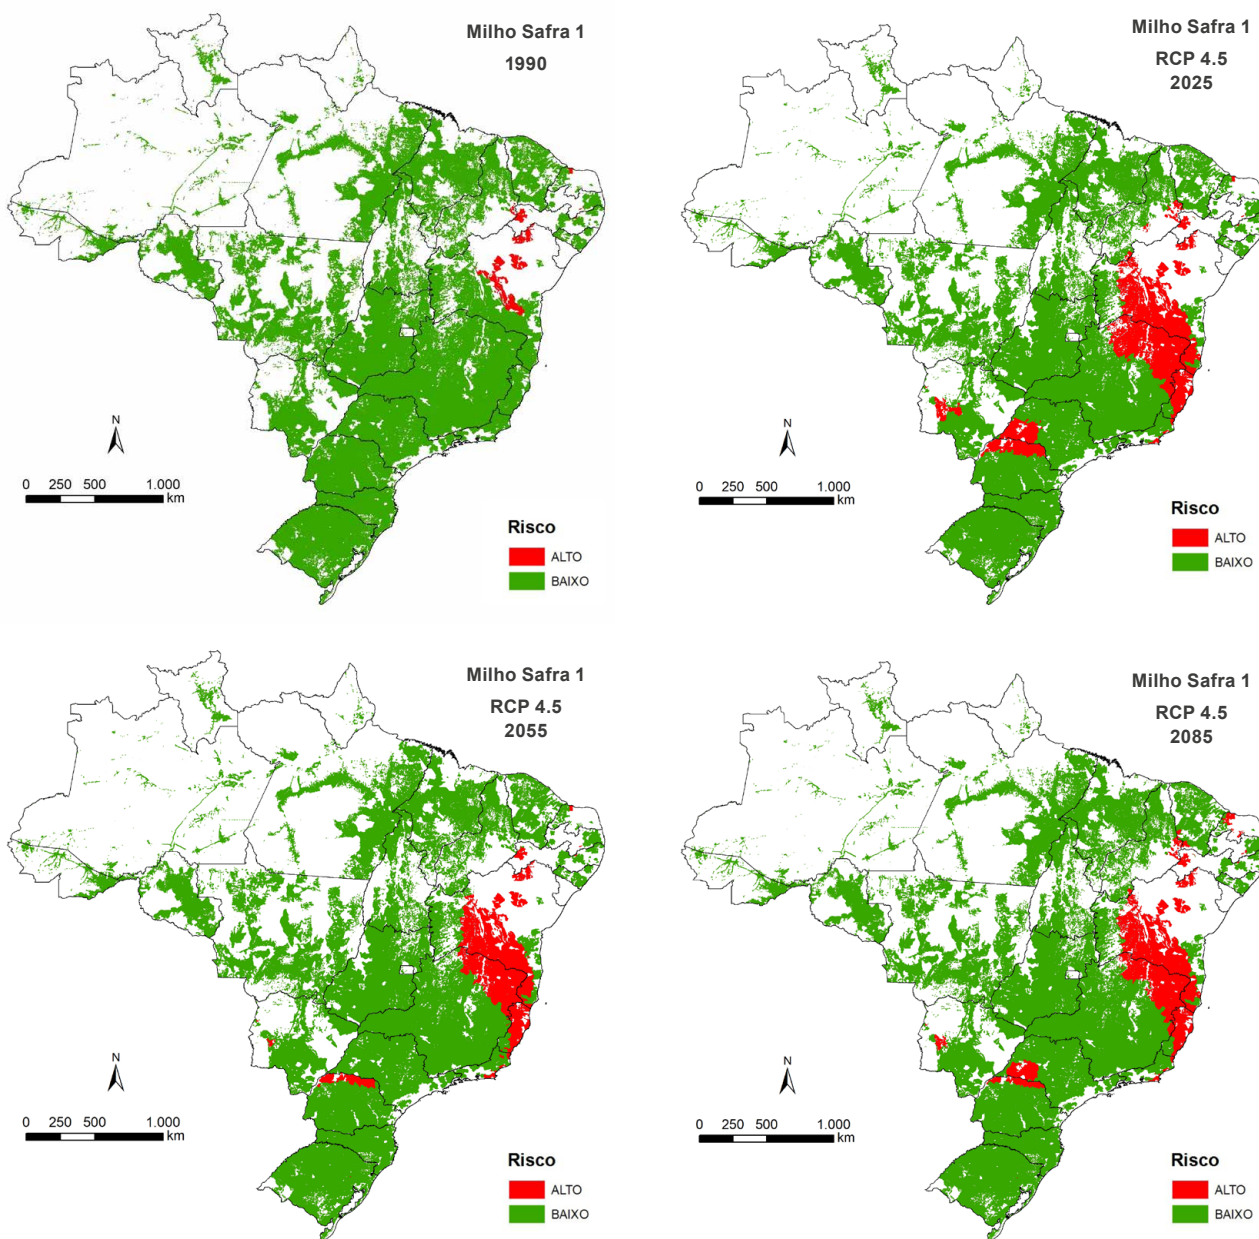 Milho Safra 1
1990
N
0 250 500 1.000
km
Risco
ALTO
BAIXO
Milho Safra 1
RCP 4.5
2025
N
0 250 500 1.000
km
Risco
ALTO
BAIXO
Milho Safra 1
RCP 4.5
2055
N
0 250 500 1.000
km
Risco
ALTO
BAIXO
Milho Safra 1
RCP 4.5
2085
N
0 250 500 1.000
km
Risco
ALTO
BAIXO